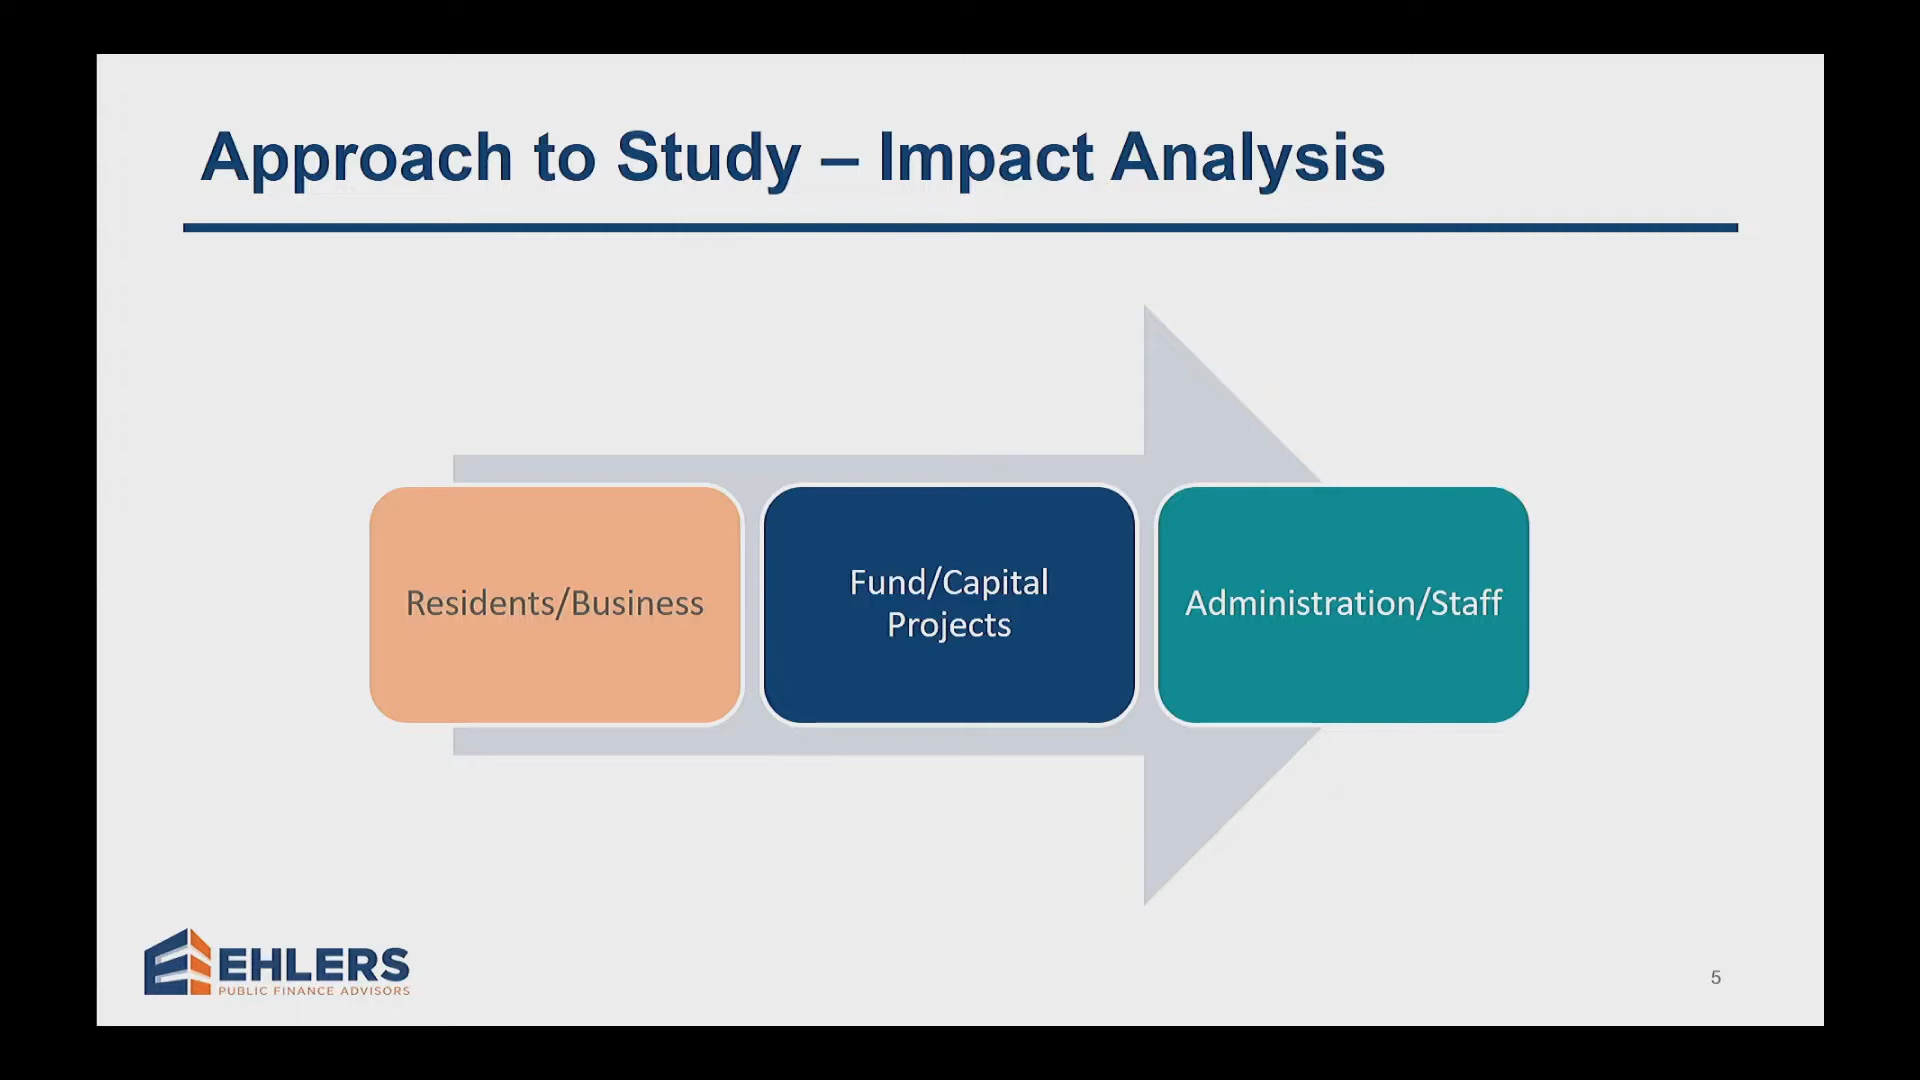 Approach to Study – Impact Analysis
Residents/Business
Fund/Capital
Projects
Administration/Staff
EHLERS
PUBLIC FINANCE ADVISORS
5